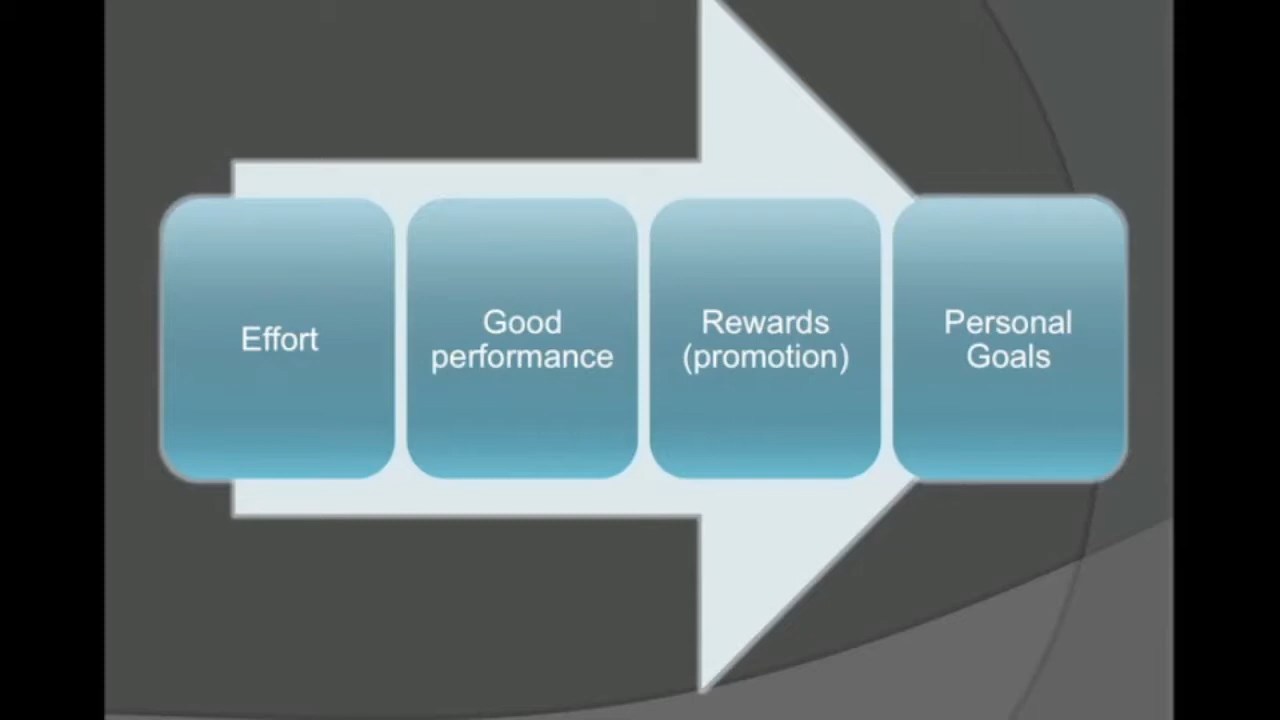 Effort
Good
performance
Rewards
(promotion)
Personal
Goals